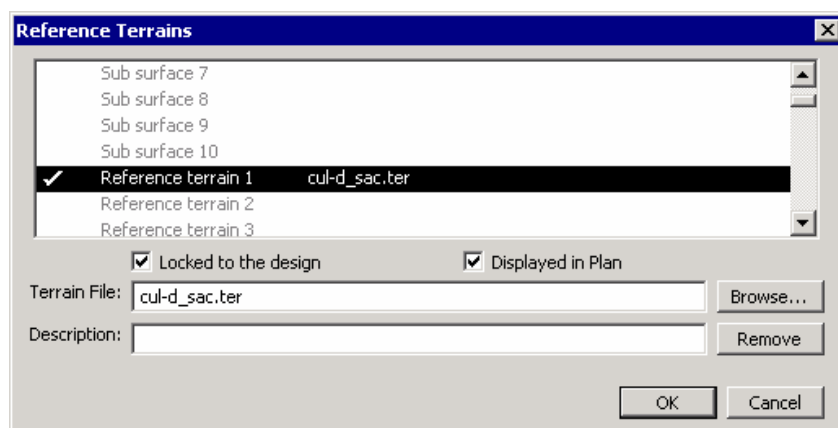 Reference Terrains
Sub surface 7
Sub surface 8
Sub surface 9
Sub surface 10
Reference terrain 1 cul-d_sac.ter
Reference terrain 2
Reference terrain 3
Locked to the design Displayed in Plan
Terrain File: cul-d_sac.ter Browse...
Description: Remove
OK Cancel